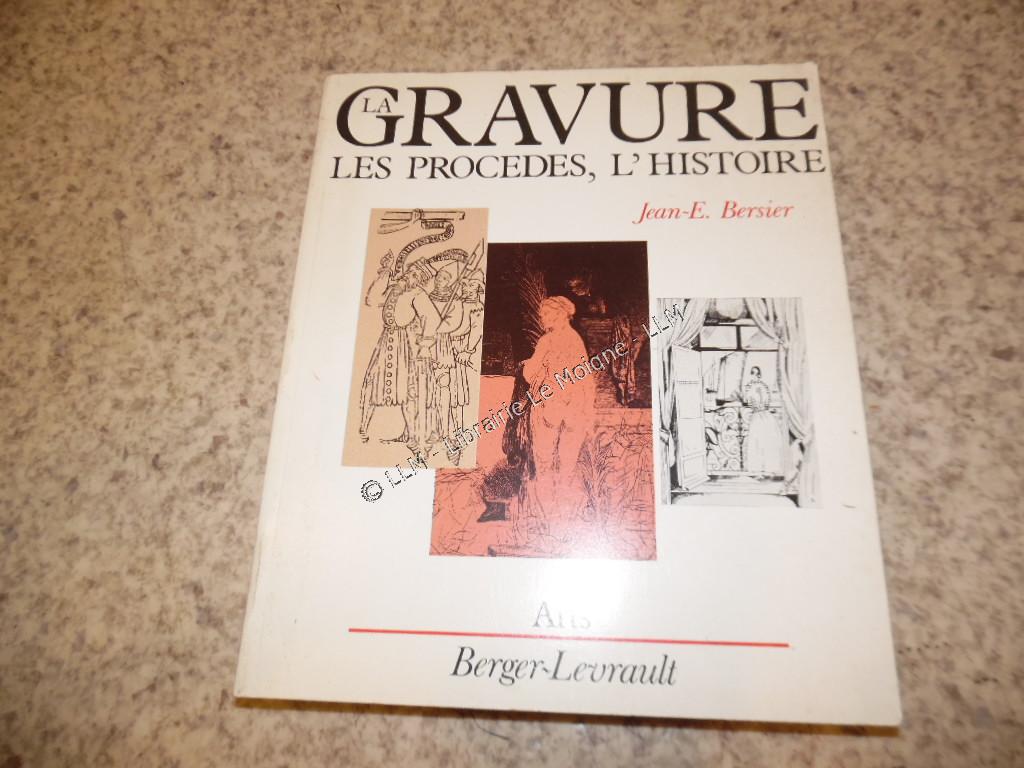 LA
GRAVURE
LES PROCEDES, L'HISTOIRE
Jean-E. Bersier
© LLM - Librairie Le Moigne - LLM
Arts
Berger-Levrault